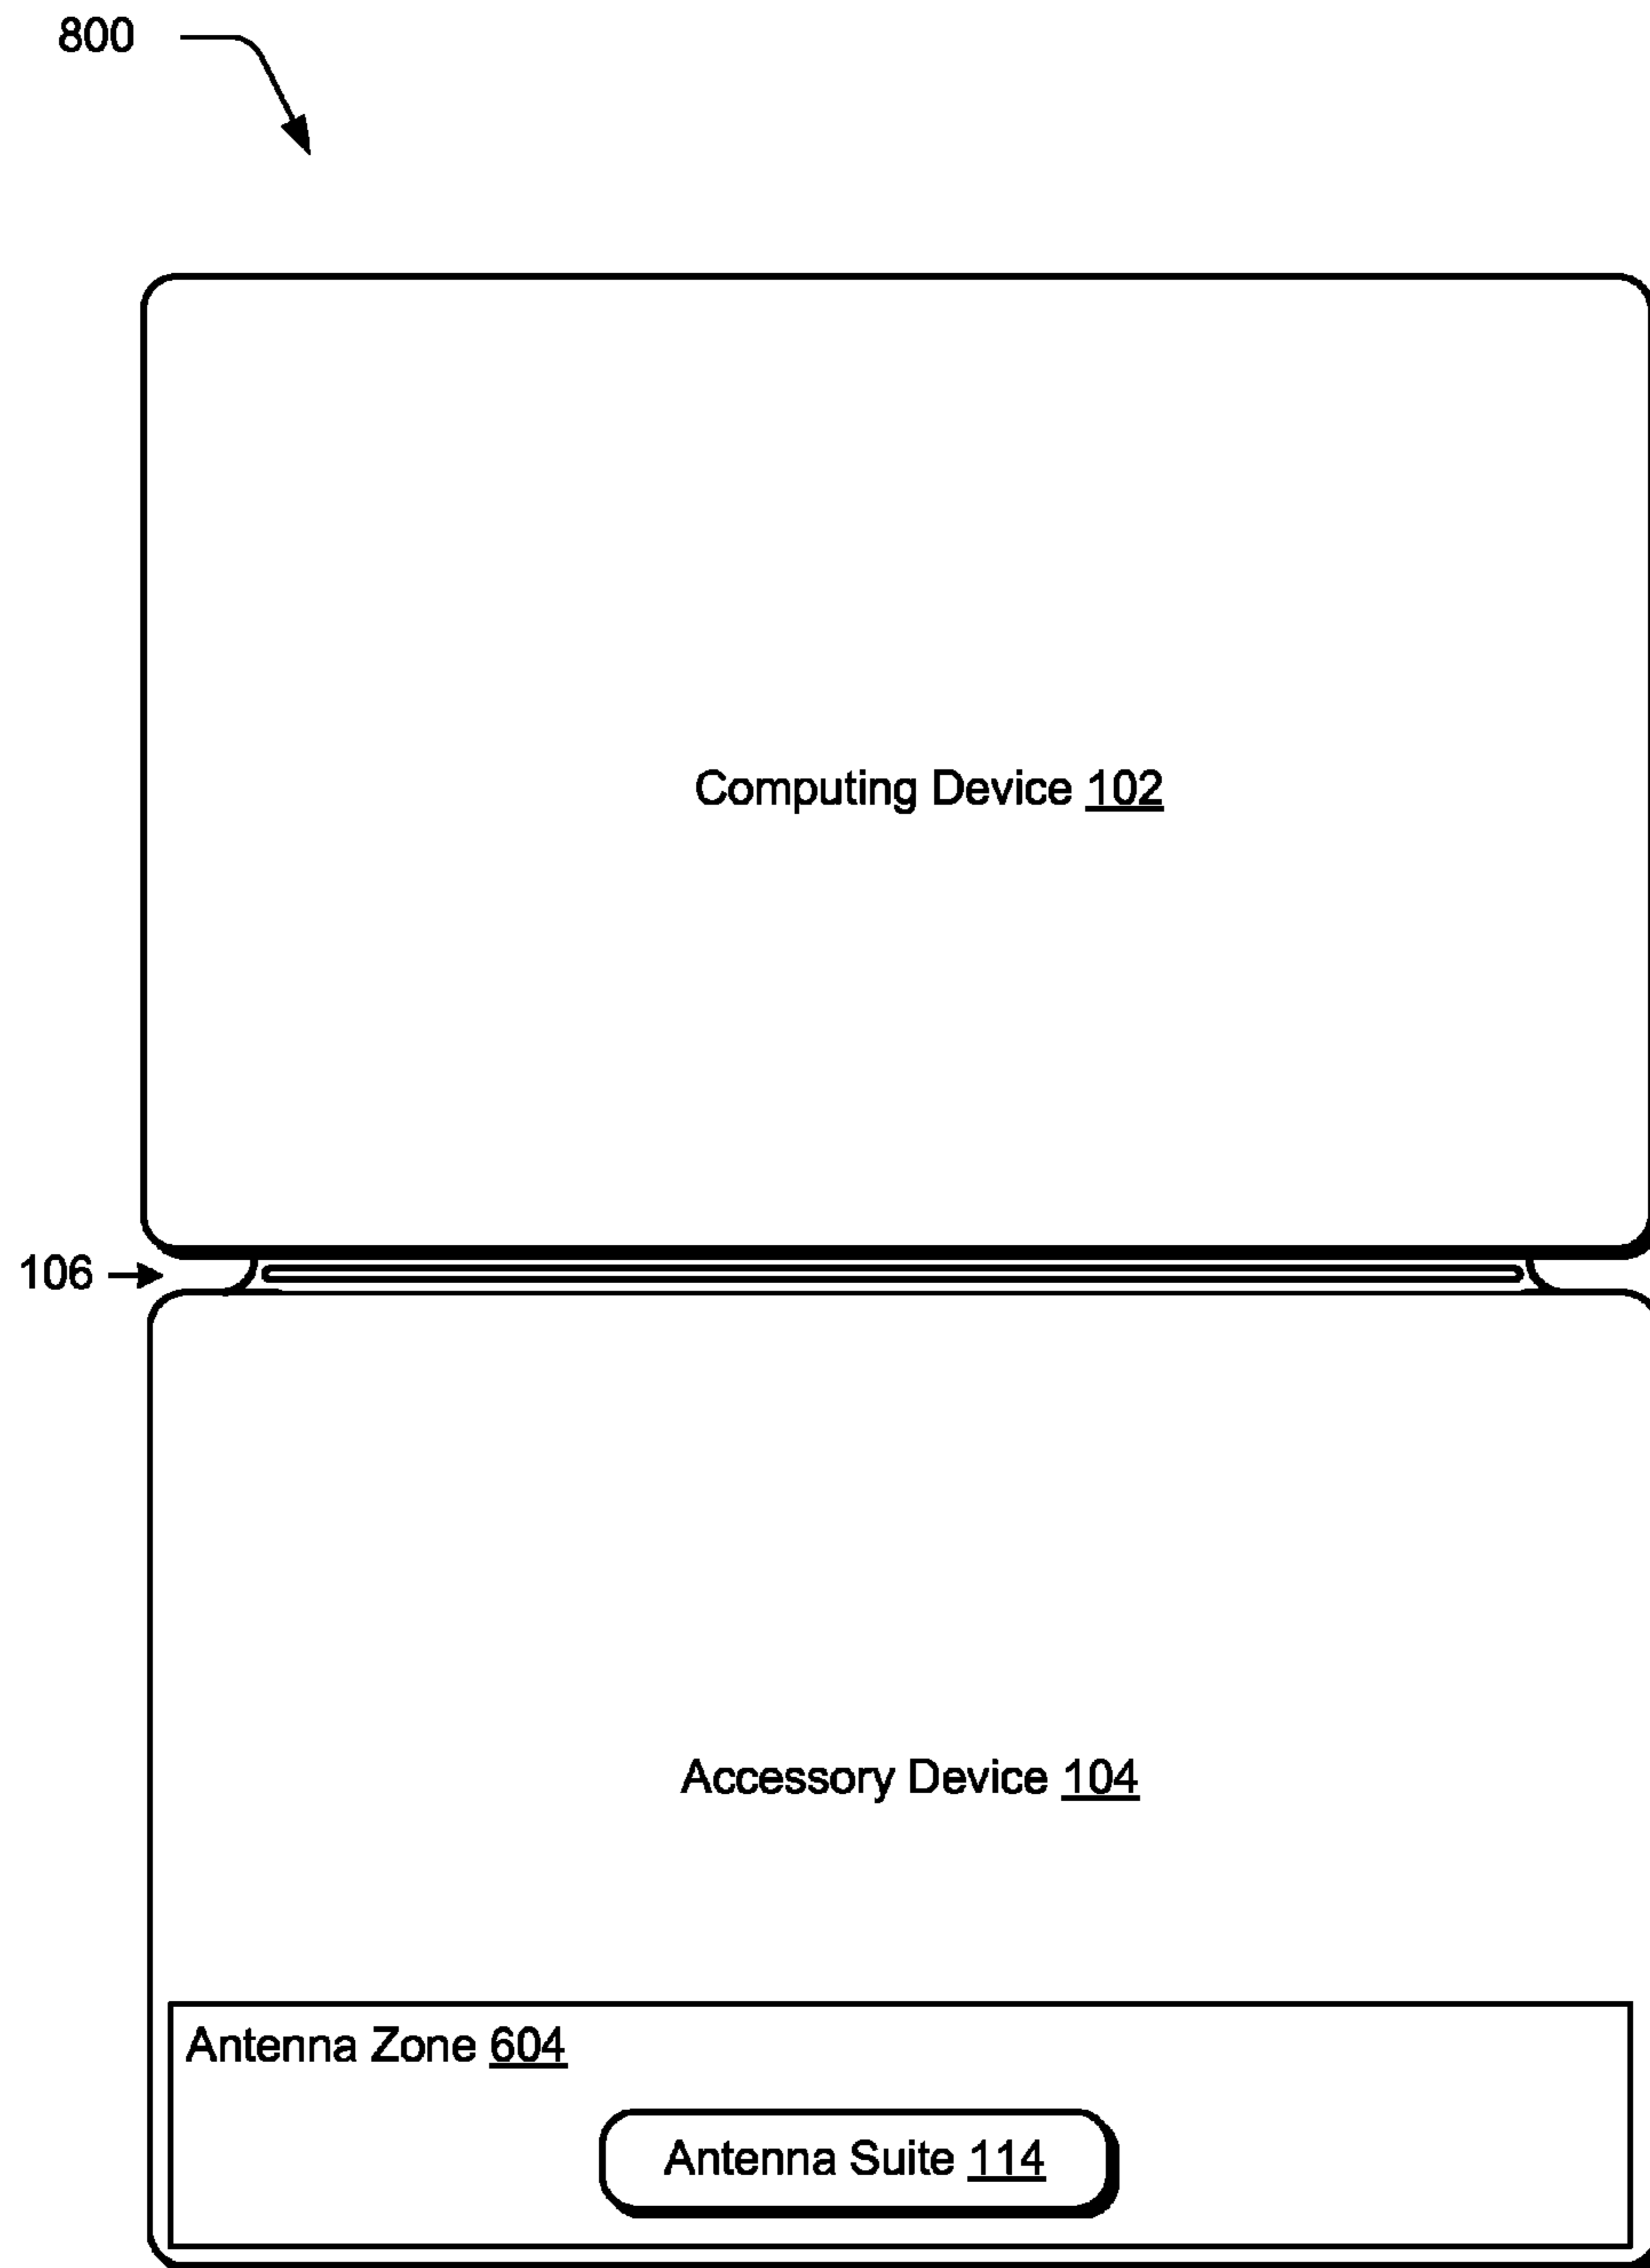 800
Computing Device 102
106
Accessory Device 104
Antenna Zone 604
Antenna Suite 114